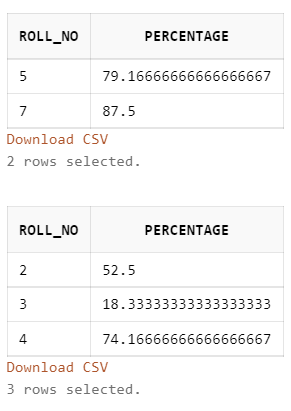 ROLL_NO PERCENTAGE
5 79.16666666666666667
7 87.5
Download CSV
2 rows selected.
ROLL_NO PERCENTAGE
2 52.5
3 18.33333333333333333
4 74.16666666666666667
Download CSV
3 rows selected.